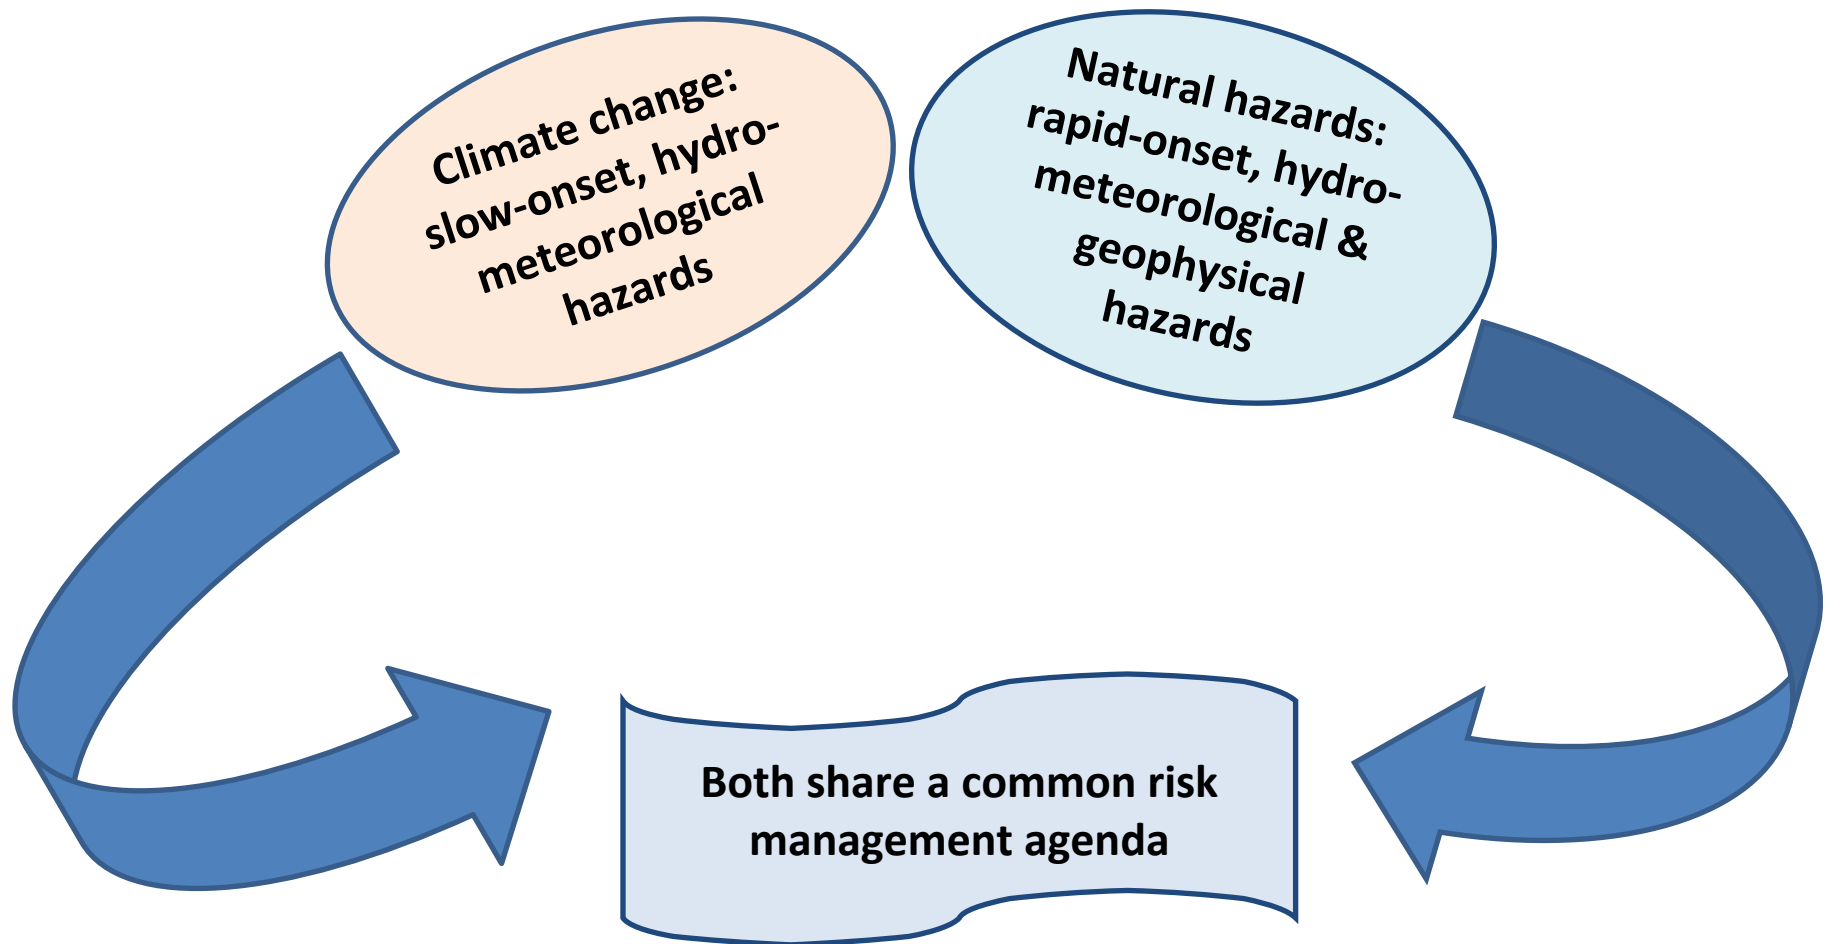 Climate change:
slow-onset, hydro-
meteorological
hazards
Natural hazards:
rapid-onset, hydro-
meteorological &
geophysical
hazards
Both share a common risk
management agenda